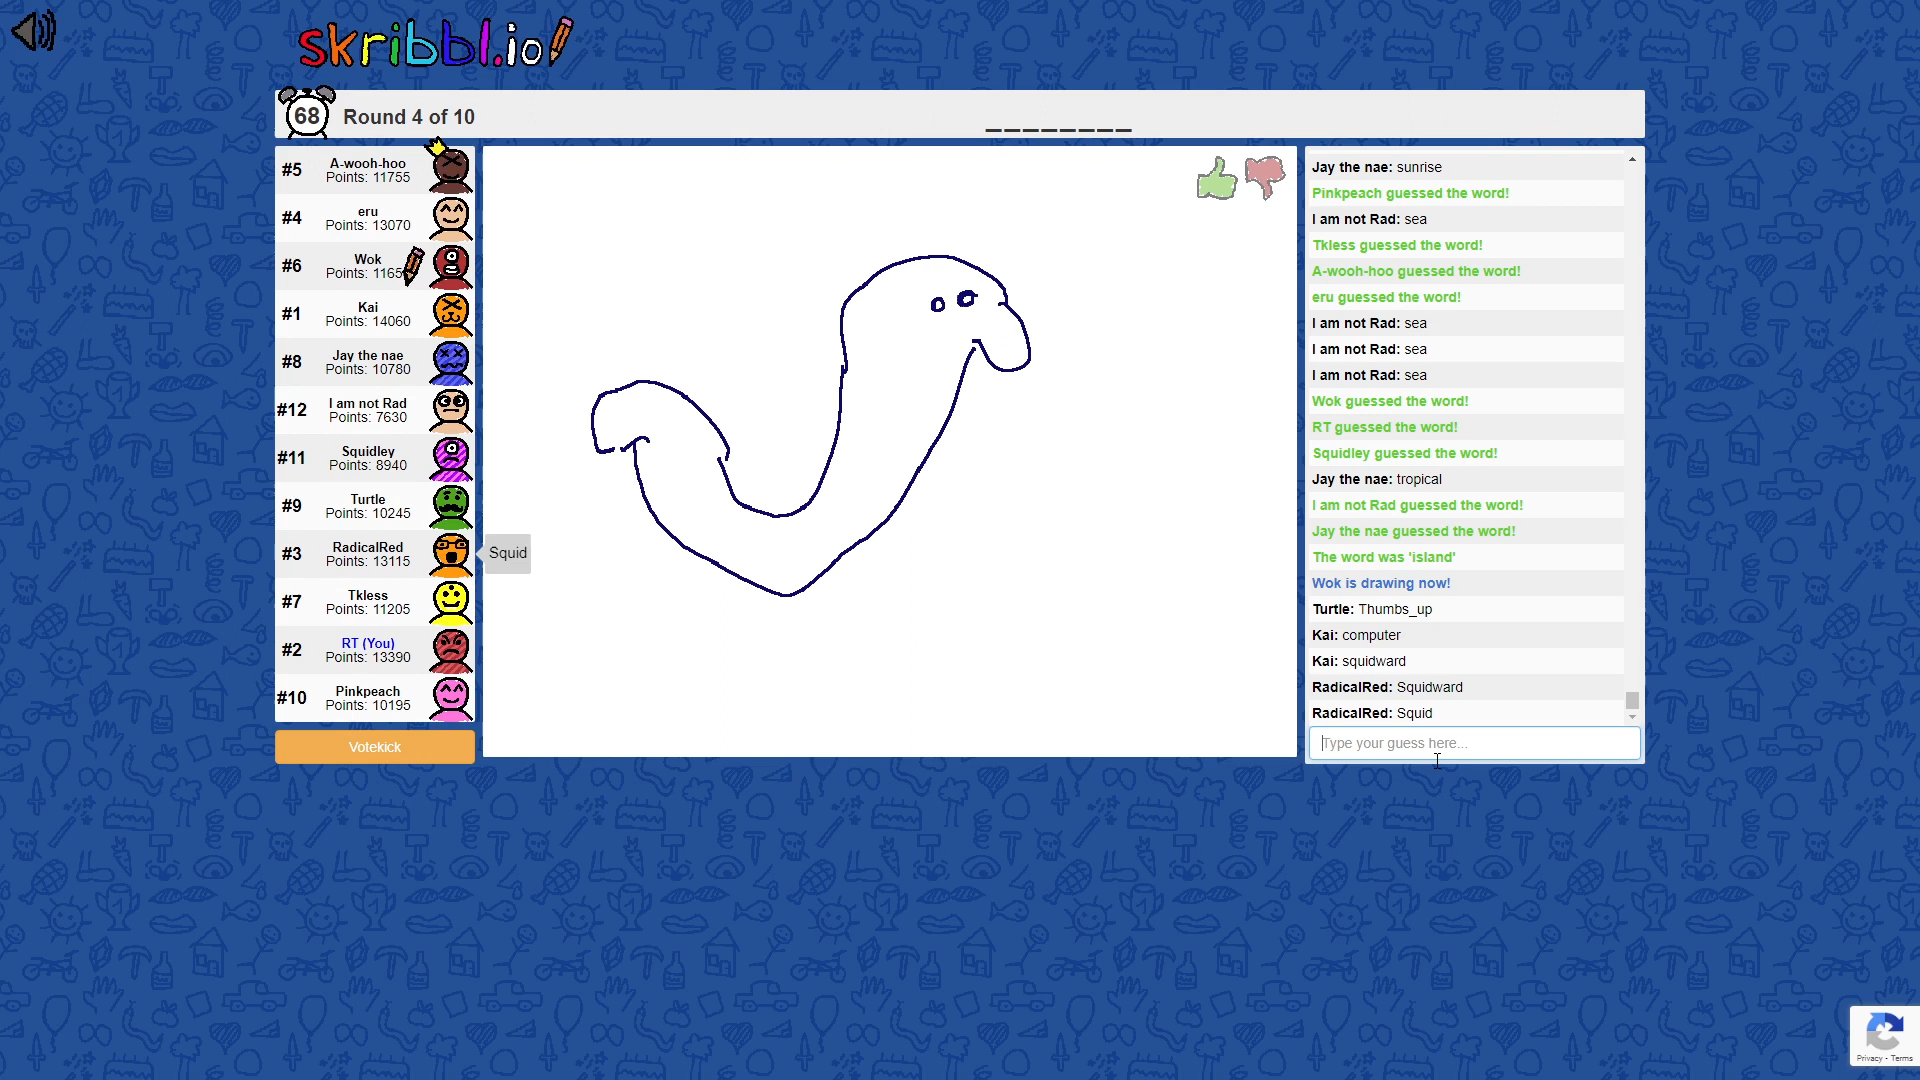 skribbl.io
68 Round 4 of 10 ________
#5 A-wooh-hoo
Points: 11755
#4 eru
Points: 13070
#6 Wok
Points: 1165
#1 Kai
Points: 14060
#8 Jay the nae
Points: 10780
#12 I am not Rad
Points: 7630
#11 Squidley
Points: 8940
#9 Turtle
Points: 10245
#3 RadicalRed
Points: 13115
Squid
#7 Tkless
Points: 11205
#2 RT (You)
Points: 13390
#10 Pinkpeach
Points: 10195
Votekick
Jay the nae: sunrise
Pinkpeach guessed the word!
I am not Rad: sea
Tkless guessed the word!
A-wooh-hoo guessed the word!
eru guessed the word!
I am not Rad: sea
I am not Rad: sea
I am not Rad: sea
Wok guessed the word!
RT guessed the word!
Squidley guessed the word!
Jay the nae: tropical
I am not Rad guessed the word!
Jay the nae guessed the word!
The word was 'island'
Wok is drawing now!
Turtle: Thumbs_up
Kai: computer
Kai: squidward
RadicalRed: Squidward
RadicalRed: Squid
Type your guess here...
Privacy - Terms